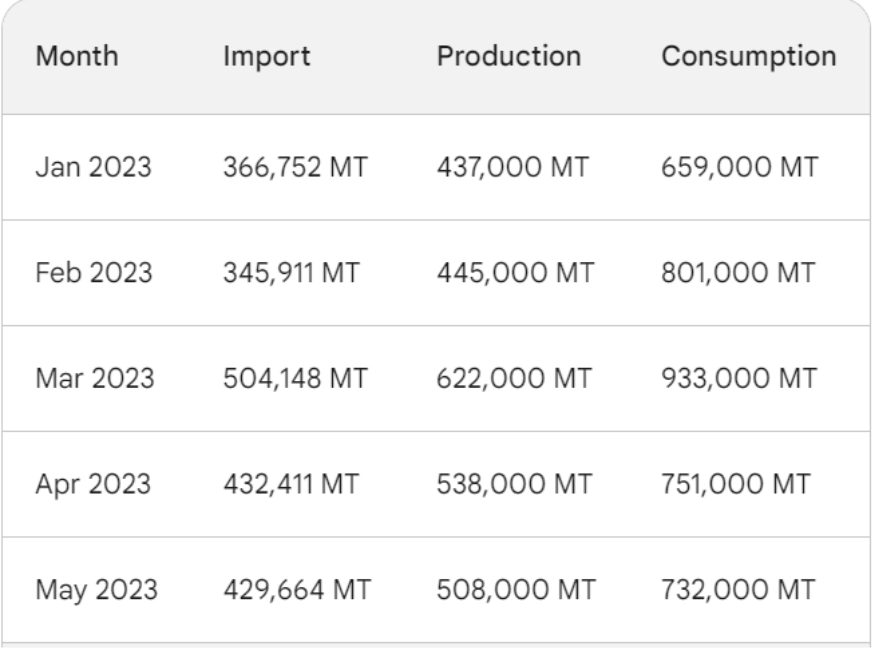 Month Import Production Consumption
Jan 2023 366,752 MT 437,000 MT 659,000 MT
Feb 2023 345,911 MT 445,000 MT 801,000 MT
Mar 2023 504,148 MT 622,000 MT 933,000 MT
Apr 2023 432,411 MT 538,000 MT 751,000 MT
May 2023 429,664 MT 508,000 MT 732,000 MT